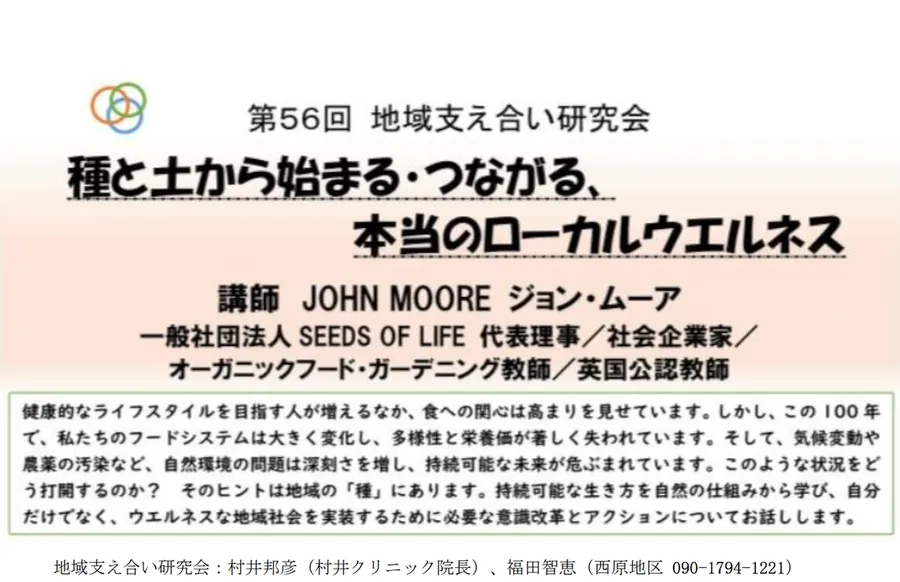 第56回 地域支え合い研究会
種と土から始まる・つながる、
本当のローカルウエルネス
講師 JOHN MOORE ジョン・ムーア
一般社団法人 SEEDS OF LIFE 代表理事／社会企業家／
オーガニックフード・ガーデニング教師／英国公認教師
健康的なライフスタイルを目指す人が増えるなか、食への関心は高まりを見せています。しかし、この100年
で、私たちのフードシステムは大きく変化し、多様性と栄養価が著しく失われています。そして、気候変動や
農薬の汚染など、自然環境の問題は深刻さを増し、持続可能な未来が危ぶまれています。このような状況をど
う打開するのか？ そのヒントは地域の「種」にあります。持続可能な生き方を自然の仕組みから学び、自分
だけでなく、ウエルネスな地域社会を実装するために必要な意識改革とアクションについてお話しします。
地域支え合い研究会：村井邦彦（村井クリニック院長）、福田智恵（西原地区 090-1794-1221）